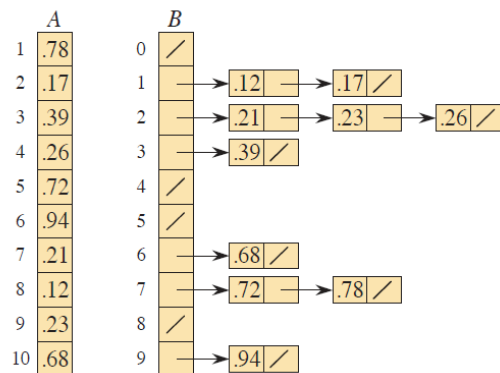 A B
1 .78 0 /
2 .17 1 .12 .17 /
3 .39 2 .21 .23 .26 /
4 .26 3 .39 /
5 .72 4 /
6 .94 5 /
7 .21 6 .68 /
8 .12 7 .72 .78 /
9 .23 8 /
10 .68 9 .94 /